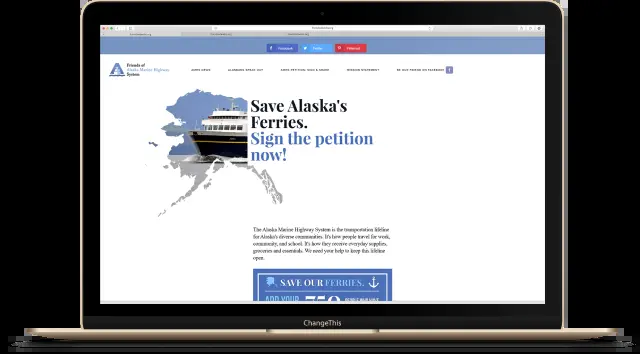 Facebook
Twitter
Pinterest
Friends of
Alaska Marine Highway
System
AMHS NEWS
ALASKANS SPEAK OUT
AMHS PETITION: SIGN & SHARE
MISSION STATEMENT
BE OUR FRIEND ON FACEBOOK
Save Alaska's
Ferries.
Sign the petition
now!
The Alaska Marine Highway System is the transportation lifeline
for Alaska's diverse communities. It's how people travel for work,
community, and school. It's how they receive everyday supplies,
groceries and essentials. We need your help to keep this lifeline
open.
SAVE OUR FERRIES.
ADD YOUR
ChangeThis